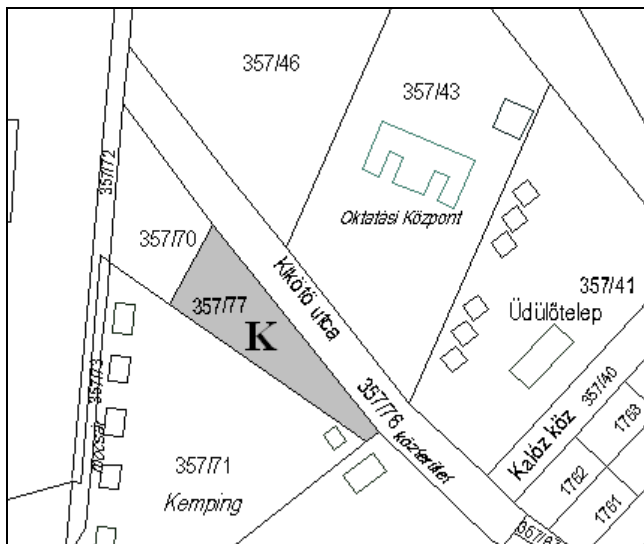 357/46
357/43
357/72
Oktatási Központ
357/70
357/41
Üdülőtelep
Kikötő utca
357/77
K
357/76 közterület
357/40
Kalóz köz
1763
1762
1761
357/73
mocsár
357/71
Kemping